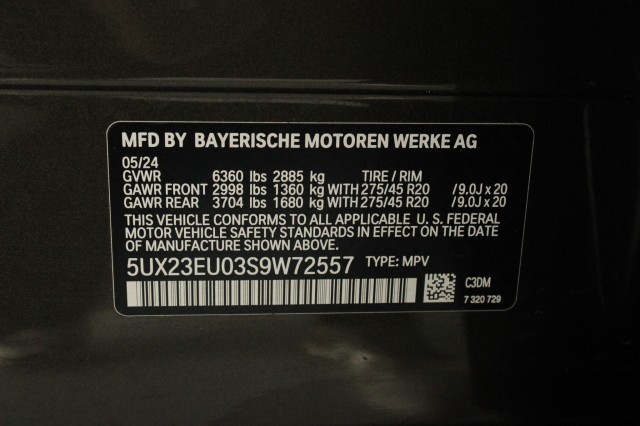 MFD BY BAYERISCHE MOTOREN WERKE AG
05/24
GVWR 6360 lbs 2885 kg TIRE / RIM
GAWR FRONT 2998 lbs 1360 kg WITH 275/45 R20 / 9.0J x 20
GAWR REAR 3704 lbs 1680 kg WITH 275/45 R20 / 9.0J x 20
THIS VEHICLE CONFORMS TO ALL APPLICABLE U. S. FEDERAL
MOTOR VEHICLE SAFETY STANDARDS IN EFFECT ON THE DATE OF MANUFACTURE
SHOWN ABOVE.
5UX23EU03S9W72557 TYPE: MPV
C3DM
7 320 729